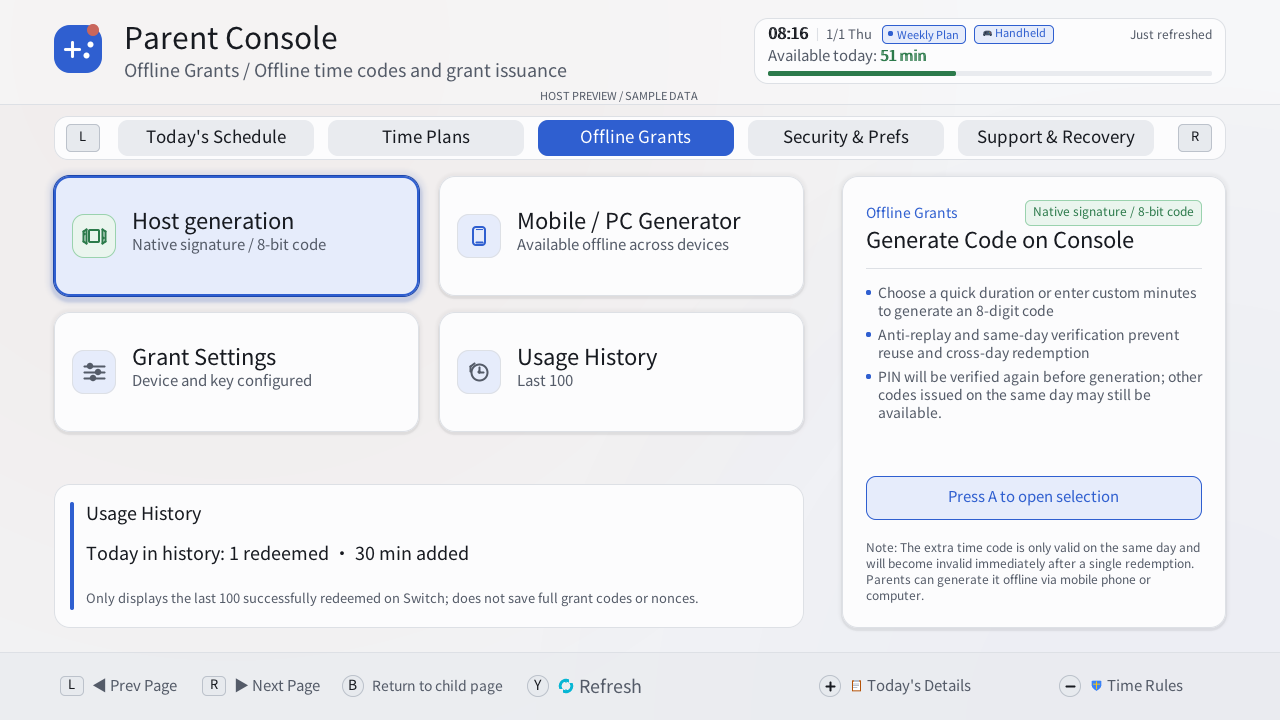 Parent Console
Offline Grants / Offline time codes and grant issuance
08:16 1/1 Thu Weekly Plan Handheld Just refreshed
Available today: 51 min
HOST PREVIEW / SAMPLE DATA
L Today's Schedule Time Plans Offline Grants Security & Prefs Support & Recovery R
Host generation
Native signature / 8-bit code
Mobile / PC Generator
Available offline across devices
Grant Settings
Device and key configured
Usage History
Last 100
Usage History
Today in history: 1 redeemed • 30 min added
Only displays the last 100 successfully redeemed on Switch; does not save full grant codes or nonces.
Offline Grants Native signature / 8-bit code
Generate Code on Console
Choose a quick duration or enter custom minutes
to generate an 8-digit code
Anti-replay and same-day verification prevent
reuse and cross-day redemption
PIN will be verified again before generation; other
codes issued on the same day may still be
available.
Press A to open selection
Note: The extra time code is only valid on the same day and
will become invalid immediately after a single redemption.
Parents can generate it offline via mobile phone or
computer.
L ◀ Prev Page R ▶ Next Page B Return to child page Y Refresh + Today's Details − Time Rules